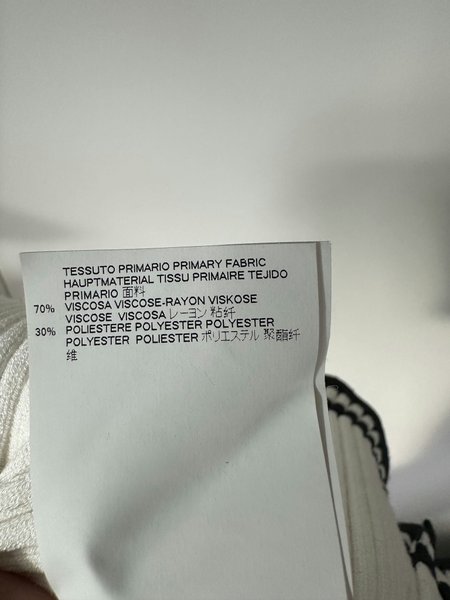 TESSUTO PRIMARIO PRIMARY FABRIC
HAUPTMATERIAL TISSU PRIMAIRE TEJIDO
PRIMARIO 面料
70% VISCOSA VISCOSE-RAYON VISKOSE
VISCOSE VISCOSA レーヨン 粘纤
30% POLIESTERE POLYESTER POLYESTER
POLYESTER POLIESTER ポリエステル 聚酯纤
维